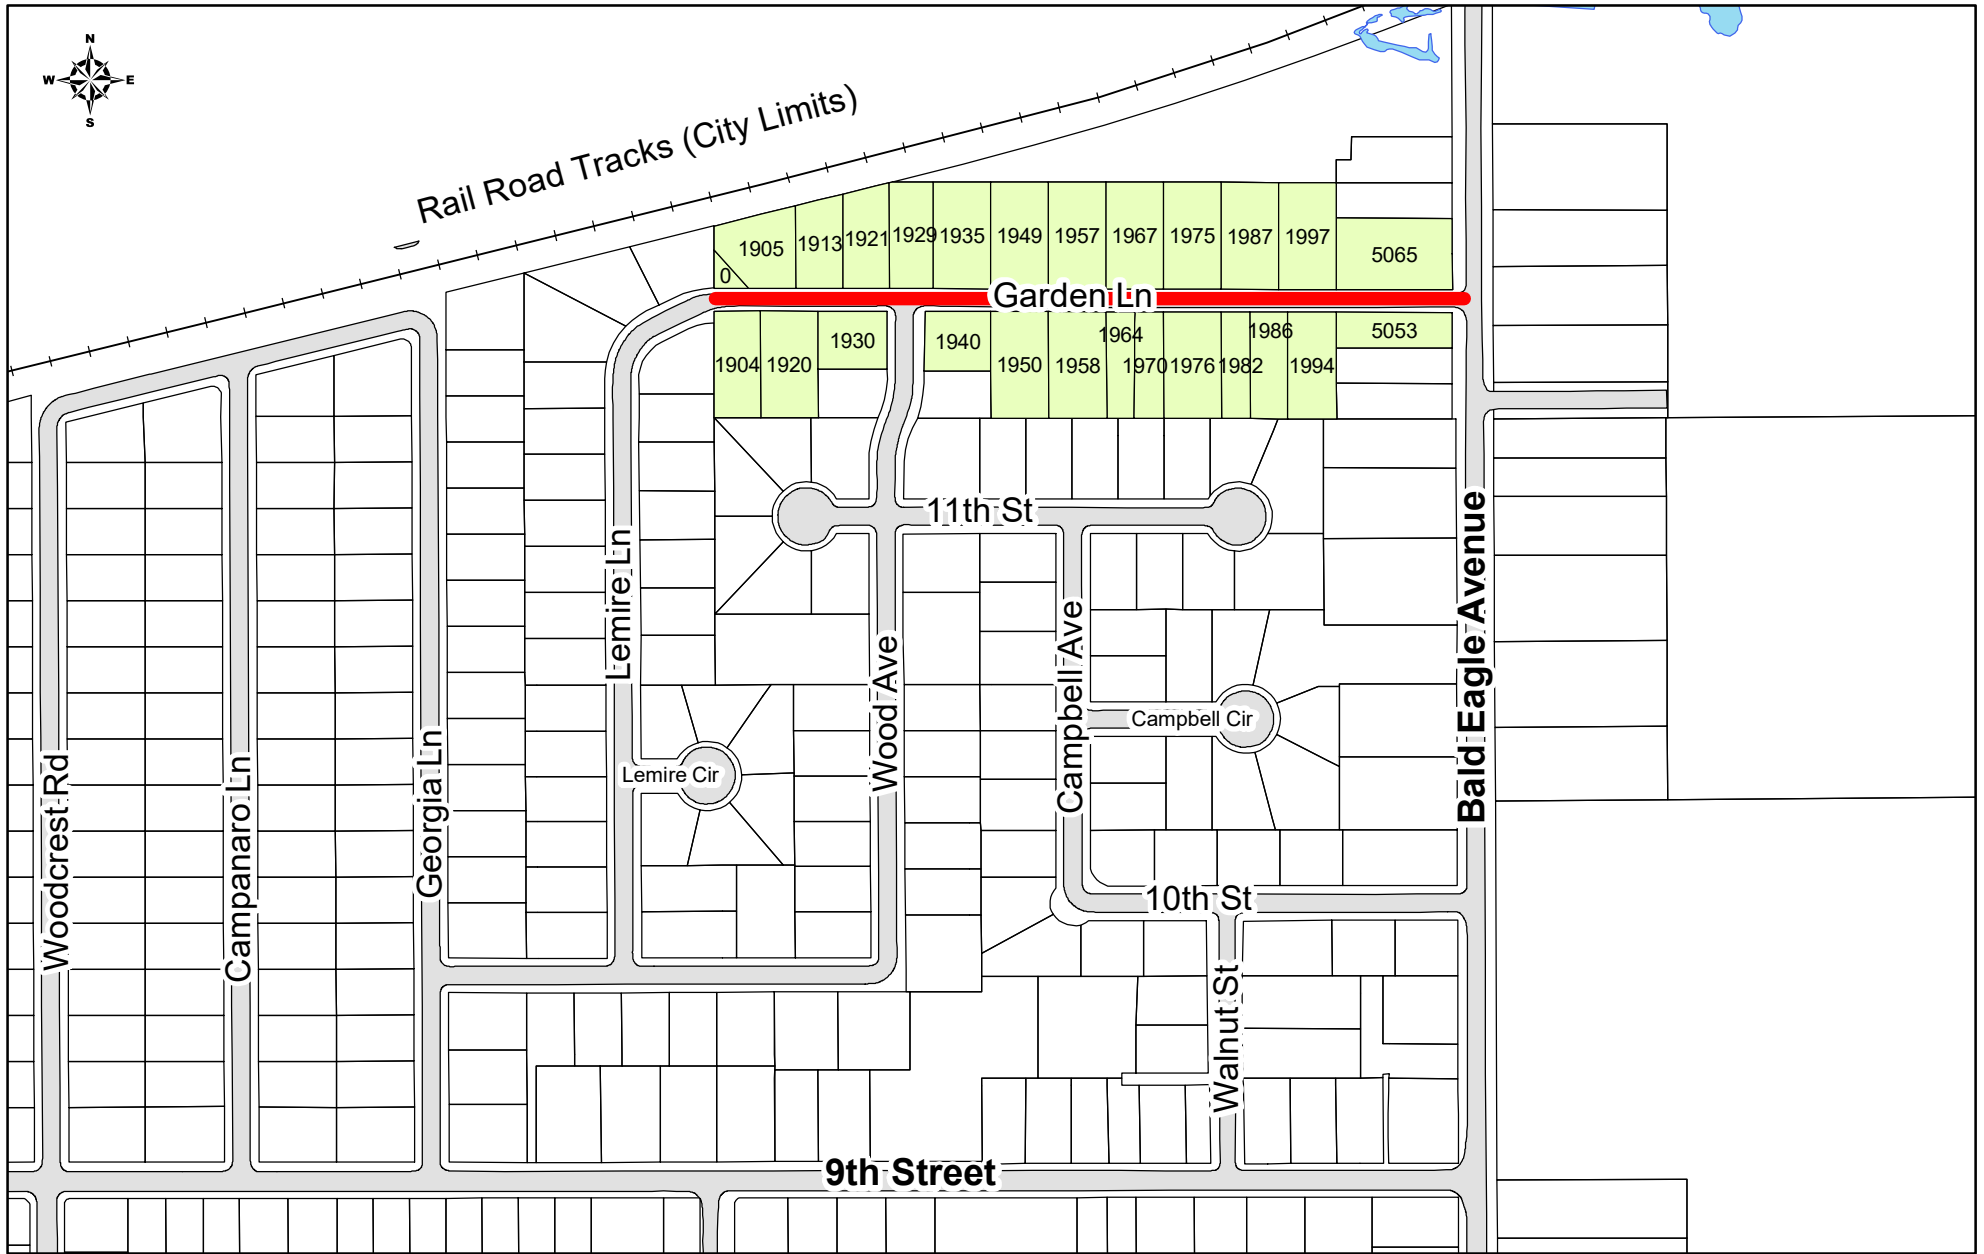 N
W E
S
Rail Road Tracks (City Limits)
1905
1913
1921
1929
1935
1949
1957
1967
1975
1987
1997
5065
0
Garden Ln
1904
1920
1930
1940
1950
1958
1964
1970
1976
1982
1986
1994
5053
11th St
Lemire Ln
Wood Ave
Campbell Ave
Bald Eagle Avenue
Campbell Cir
Lemire Cir
Woodcrest Rd
Campanaro Ln
Georgia Ln
10th St
Walnut St
9th Street